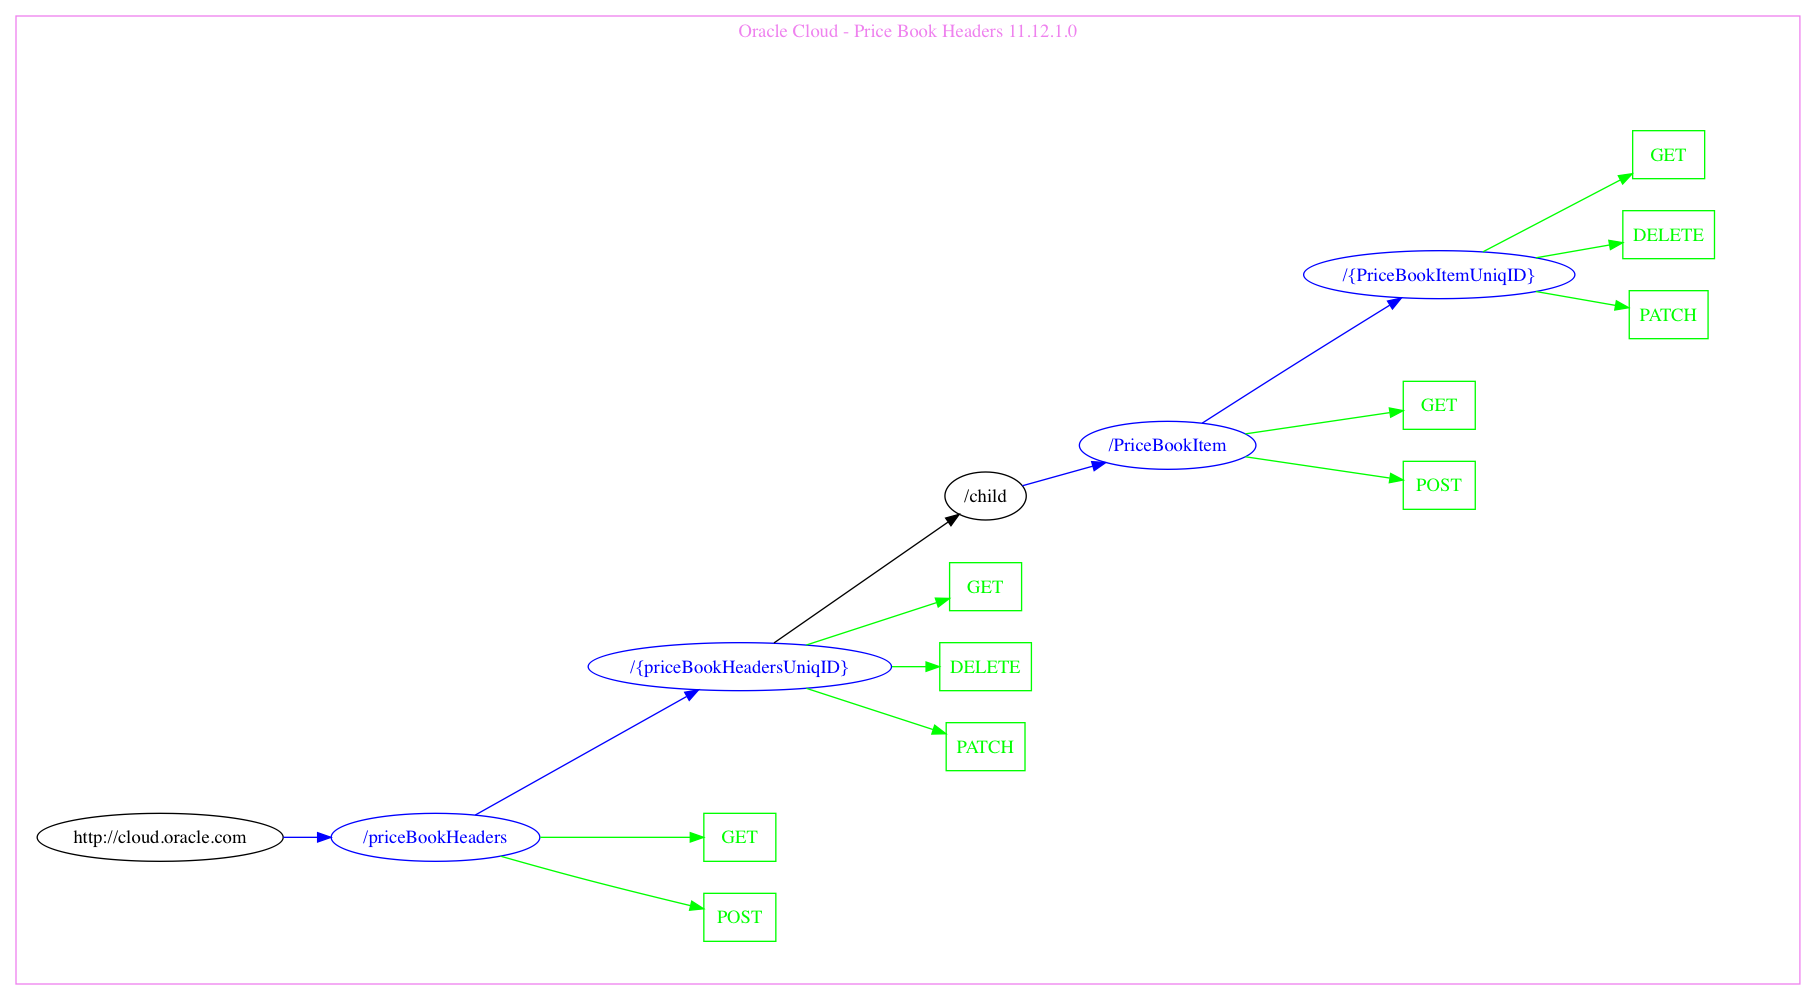 Oracle Cloud - Price Book Headers 11.12.1.0
GET
DELETE
/{PriceBookItemUniqID}
PATCH
GET
/PriceBookItem
POST
/child
GET
/{priceBookHeadersUniqID}
DELETE
PATCH
http://cloud.oracle.com
/priceBookHeaders
GET
POST